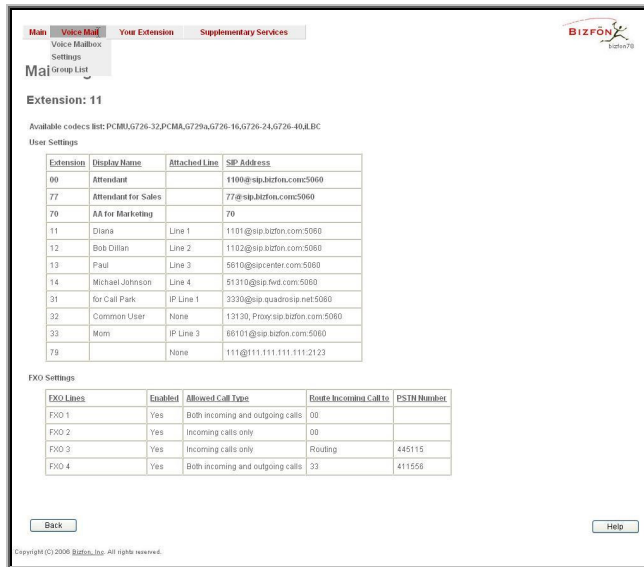 Main Voice Mail Your Extension Supplementary Services
BIZFON
bizfon78
Voice Mailbox
Settings
Group List
Mai
Extension: 11
Available codecs list: PCMU,G726-32,PCMA,G729a,G726-16,G726-24,G726-40,iLBC
User Settings
Extension Display Name Attached Line SIP Address
00 Attendant 1100@sip.bizfon.com:5060
77 Attendant for Sales 77@sip.bizfon.com:5060
70 AA for Marketing 70
11 Diana Line 1 1101@sip.bizfon.com:5060
12 Bob Dillan Line 2 1102@sip.bizfon.com:5060
13 Paul Line 3 5610@sipcenter.com:5060
14 Michael Johnson Line 4 51310@sip.fwd.com:5060
31 for Call Park IP Line 1 3330@sip.quadrosip.net:5060
32 Common User None 13130, Proxy:sip.bizfon.com:5060
33 Mom IP Line 3 66101@sip.bizfon.com:5060
79 None 111@111.111.111.111:2123
FXO Settings
FXO Lines Enabled Allowed Call Type Route Incoming Call to PSTN Number
FXO 1 Yes Both incoming and outgoing calls 00
FXO 2 Yes Incoming calls only 00
FXO 3 Yes Incoming calls only Routing 445115
FXO 4 Yes Both incoming and outgoing calls 33 411556
Back
Help
Copyright (C) 2006 Bizfon, Inc. All rights reserved.